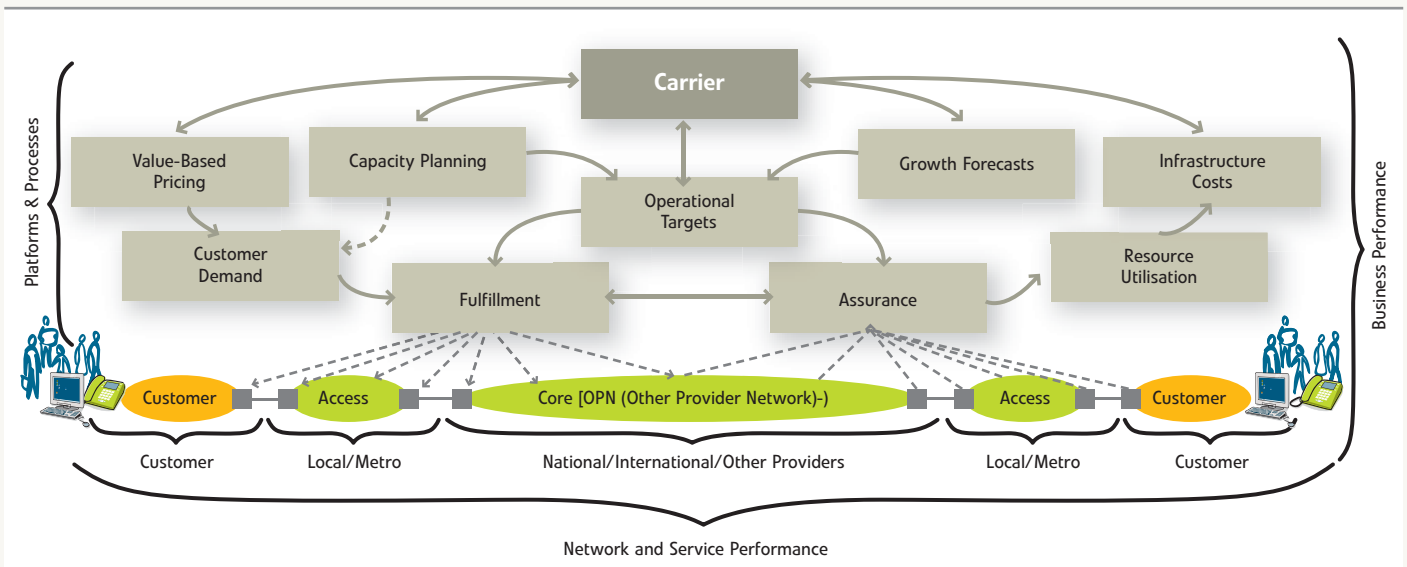 Carrier
Platforms & Processes
Value-Based
Pricing
Capacity Planning
Growth Forecasts
Infrastructure
Costs
Business Performance
Operational
Targets
Customer
Demand
Resource
Utilisation
Fulfillment
Assurance
Customer
Access
Core [OPN (Other Provider Network)-)
Access
Customer
Customer
Local/Metro
National/International/Other Providers
Local/Metro
Customer
Network and Service Performance